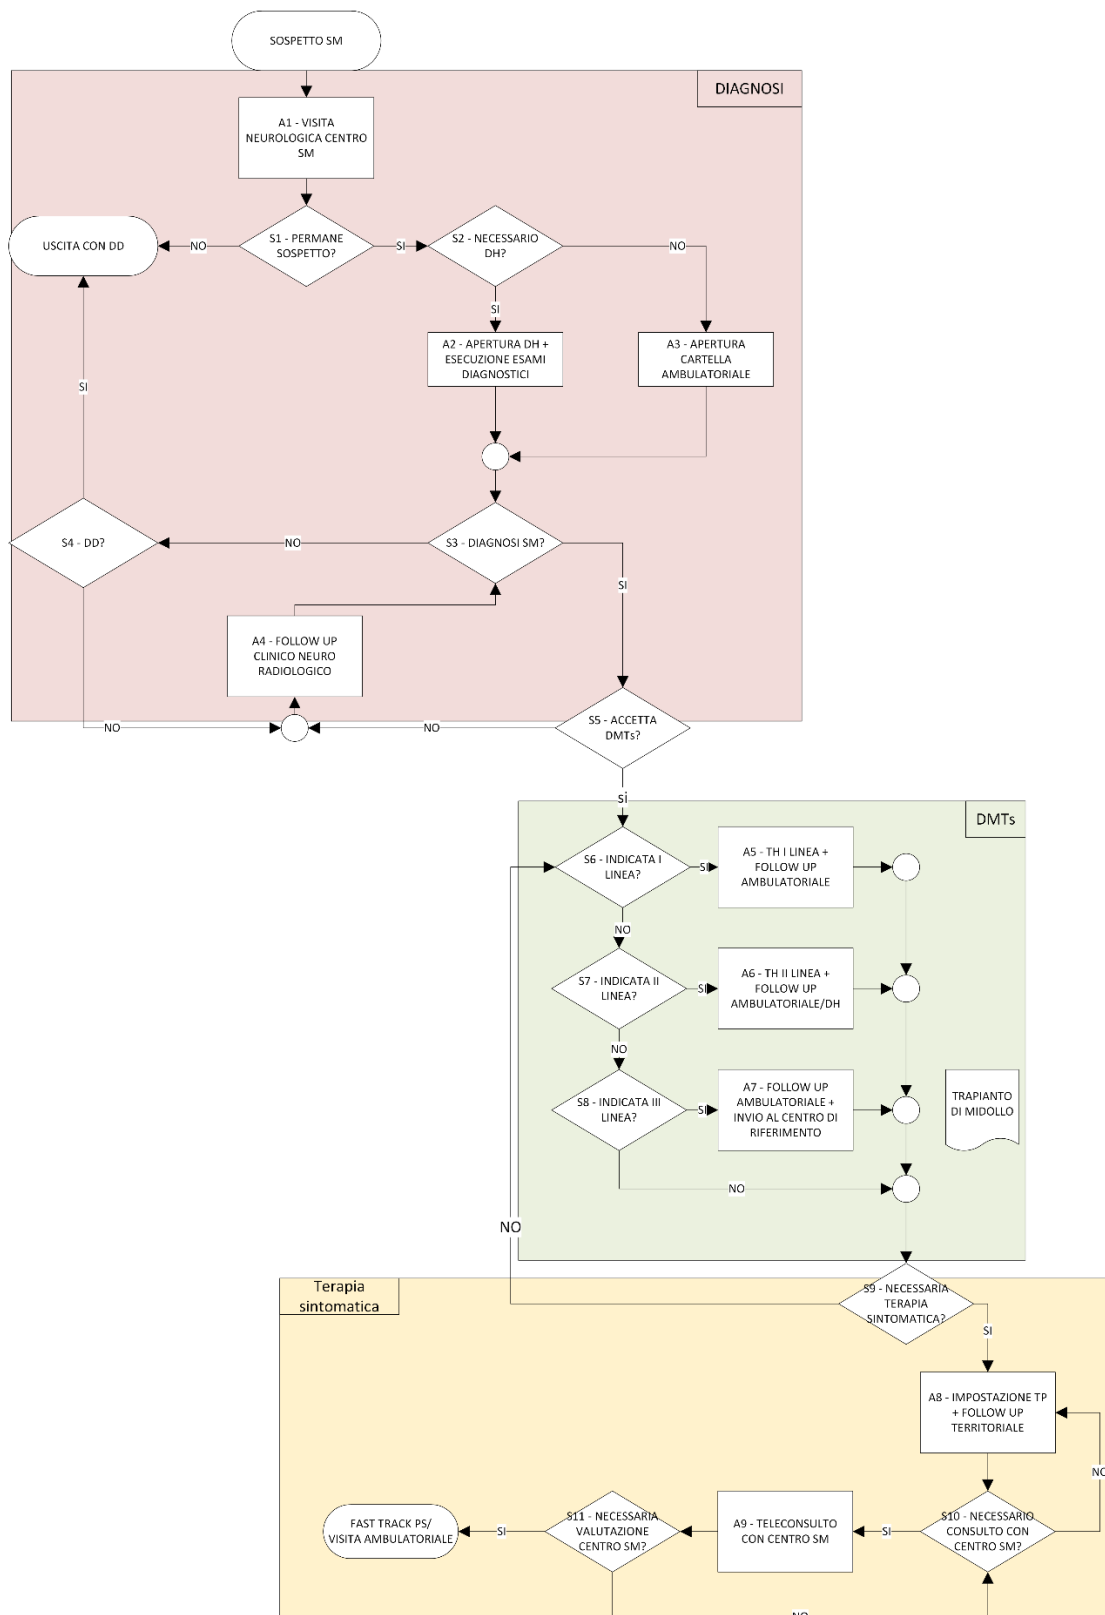 SOSPETTO SM
DIAGNOSI
A1 - VISITA
NEUROLOGICA CENTRO
SM
USCITA CON DD
NO
S1 - PERMANE
SOSPETTO?
SI
S2 - NECESSARIO
DH?
NO
SI
A2 - APERTURA DH +
ESECUZIONE ESAMI
DIAGNOSTICI
A3 - APERTURA
CARTELLA
AMBULATORIALE
SI
S4 - DD?
NO
S3 - DIAGNOSI SM?
SI
A4 - FOLLOW UP
CLINICO NEURO
RADIOLOGICO
NO
NO
S5 - ACCETTA
DMTs?
sì
DMTs
S6 - INDICATA I
LINEA?
SI
A5 - TH I LINEA +
FOLLOW UP
AMBULATORIALE
NO
S7 - INDICATA II
LINEA?
SI
A6 - TH II LINEA +
FOLLOW UP
AMBULATORIALE/DH
NO
S8 - INDICATA III
LINEA?
SI
A7 - FOLLOW UP
AMBULATORIALE +
INVIO AL CENTRO DI
RIFERIMENTO
TRAPIANTO
DI MIDOLLO
NO
NO
Terapia
sintomatica
S9 - NECESSARIA
TERAPIA
SINTOMATICA?
SI
A8 - IMPOSTAZIONE TP
+ FOLLOW UP
TERRITORIALE
NO
FAST TRACK PS/
VISITA AMBULATORIALE
SI
S11 - NECESSARIA
VALUTAZIONE
CENTRO SM?
A9 - TELECONSULTO
CON CENTRO SM
SI
S10 - NECESSARIO
CONSULTO CON
CENTRO SM?
NO